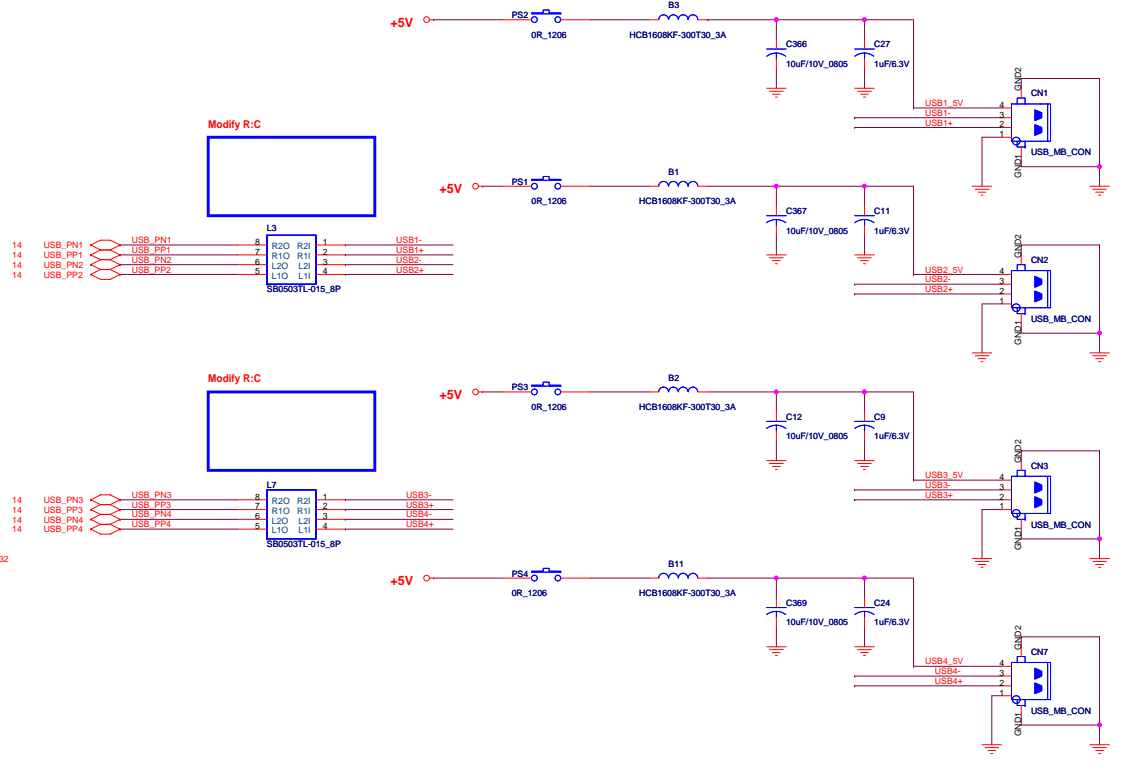 PS2
B3
+5V
0R_1206
HCB1608KF-300T30_3A
C366
10uF/10V_0805
C27
1uF/6.3V
GND2
CN1
USB1_5V 4
USB1- 3
USB1+ 2
1
USB_MB_CON
GND1
Modify R:C
PS1
B1
+5V
0R_1206
HCB1608KF-300T30_3A
C367
10uF/10V_0805
C11
1uF/6.3V
L3
14 USB_PN1 USB_PN1 8 R2O R2I 1 USB1-
14 USB_PP1 USB_PP1 7 R1O R1I 2 USB1+
14 USB_PN2 USB_PN2 6 L2O L2I 3 USB2-
14 USB_PP2 USB_PP2 5 L1O L1I 4 USB2+
SB0503TL-015_8P
GND2
CN2
USB2_5V 4
USB2- 3
USB2+ 2
1
USB_MB_CON
GND1
Modify R:C
PS3
B2
+5V
0R_1206
HCB1608KF-300T30_3A
C12
10uF/10V_0805
C9
1uF/6.3V
GND2
CN3
USB3_5V 4
USB3- 3
USB3+ 2
1
USB_MB_CON
GND1
L7
14 USB_PN3 USB_PN3 8 R2O R2I 1 USB3-
14 USB_PP3 USB_PP3 7 R1O R1I 2 USB3+
14 USB_PN4 USB_PN4 6 L2O L2I 3 USB4-
14 USB_PP4 USB_PP4 5 L1O L1I 4 USB4+
SB0503TL-015_8P
32
PS4
B11
+5V
0R_1206
HCB1608KF-300T30_3A
C369
10uF/10V_0805
C24
1uF/6.3V
GND2
CN7
USB4_5V 4
USB4- 3
USB4+ 2
1
USB_MB_CON
GND1